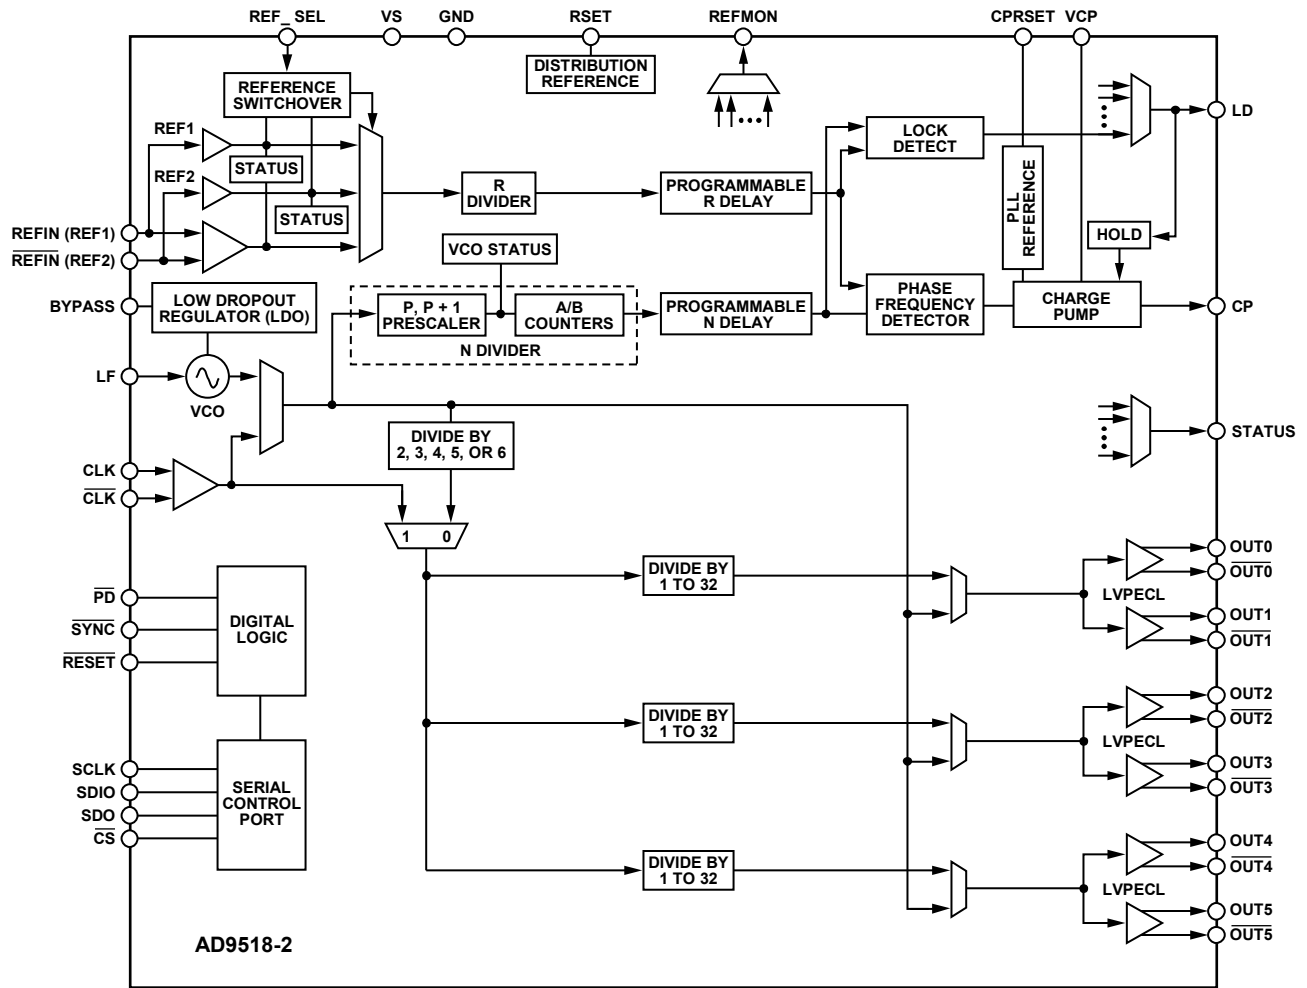 REF_ SEL
VS
GND
RSET
REFMON
CPRSET
VCP
DISTRIBUTION
REFERENCE
REFERENCE
SWITCHOVER
REF1
STATUS
REF2
STATUS
R
DIVIDER
PROGRAMMABLE
R DELAY
LOCK
DETECT
PLL
REFERENCE
LD
HOLD
REFIN (REF1)
REFIN (REF2)
VCO STATUS
BYPASS
LOW DROPOUT
REGULATOR (LDO)
P, P + 1
PRESCALER
A/B
COUNTERS
N DIVIDER
PROGRAMMABLE
N DELAY
PHASE
FREQUENCY
DETECTOR
CHARGE
PUMP
CP
LF
VCO
DIVIDE BY
2, 3, 4, 5, OR 6
STATUS
CLK
CLK
1 0
DIVIDE BY
1 TO 32
LVPECL
OUT0
OUT0
OUT1
OUT1
PD
SYNC
RESET
DIGITAL
LOGIC
DIVIDE BY
1 TO 32
LVPECL
OUT2
OUT2
OUT3
OUT3
SCLK
SDIO
SDO
CS
SERIAL
CONTROL
PORT
DIVIDE BY
1 TO 32
LVPECL
OUT4
OUT4
OUT5
OUT5
AD9518-2